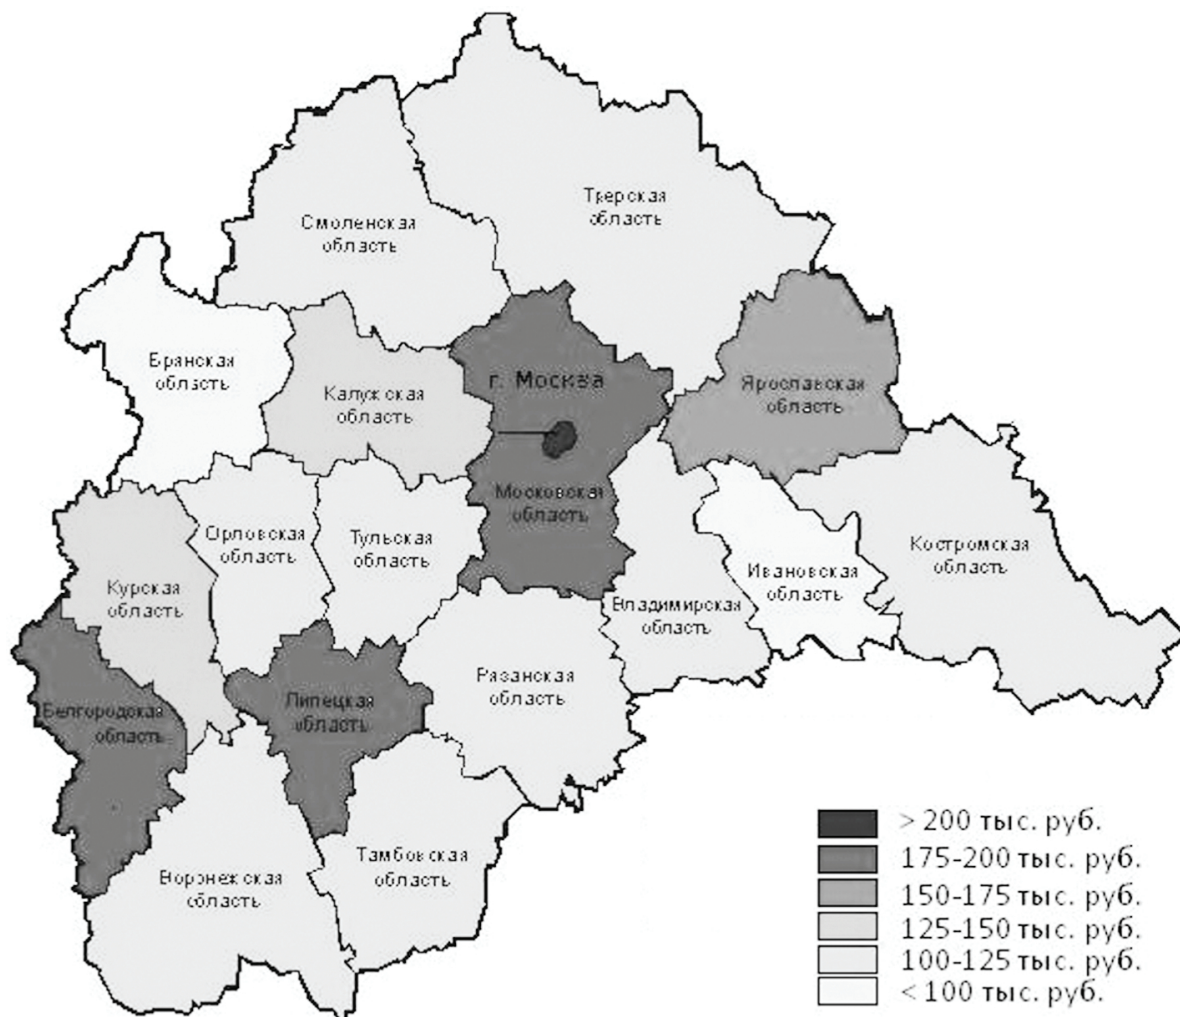 Тверская
область
Смоленская
область
Брянская
область
Калужская
область
г. Москва
Ярославская
область
Московская
область
Орловская
область
Тульская
область
Костромская
область
Курская
область
Ивановская
область
Владимирская
область
Рязанская
область
Липецкая
область
Белгородская
область
Тамбовская
область
Воронежская
область
> 200 тыс. руб.
175-200 тыс. руб.
150-175 тыс. руб.
125-150 тыс. руб.
100-125 тыс. руб.
< 100 тыс. руб.